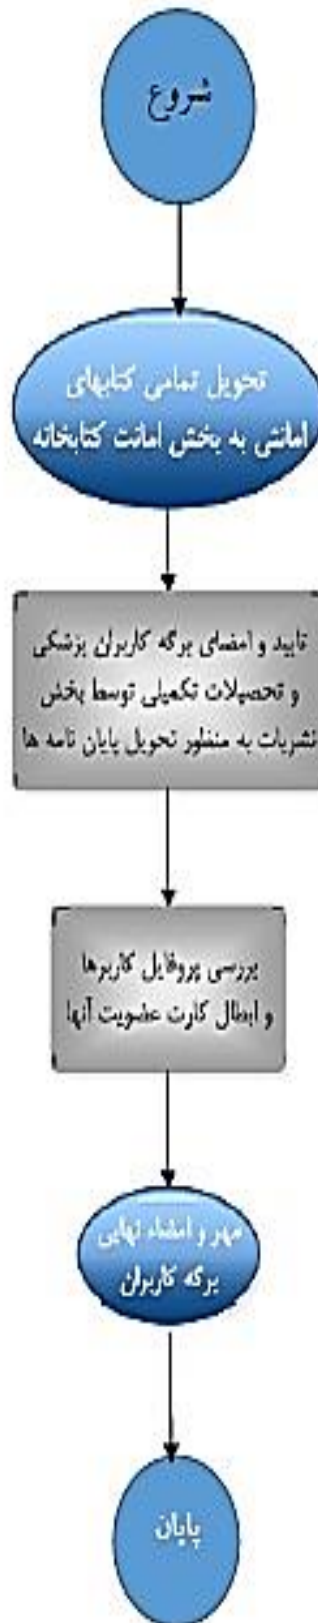 شروع
تحویل تمامی کتابهای
امانتی به بخش امانت کتابخانه
تایید و امضای برگه کاربران پزشکی
و تحصیلات تکمیلی توسط بخش
نشریات به منظور تحویل پایان نامه ها
بررسی پروفایل کاربرها
و ابطال کارت عضویت آنها
مهر و امضاء نهایی
برگه کاربران
پایان